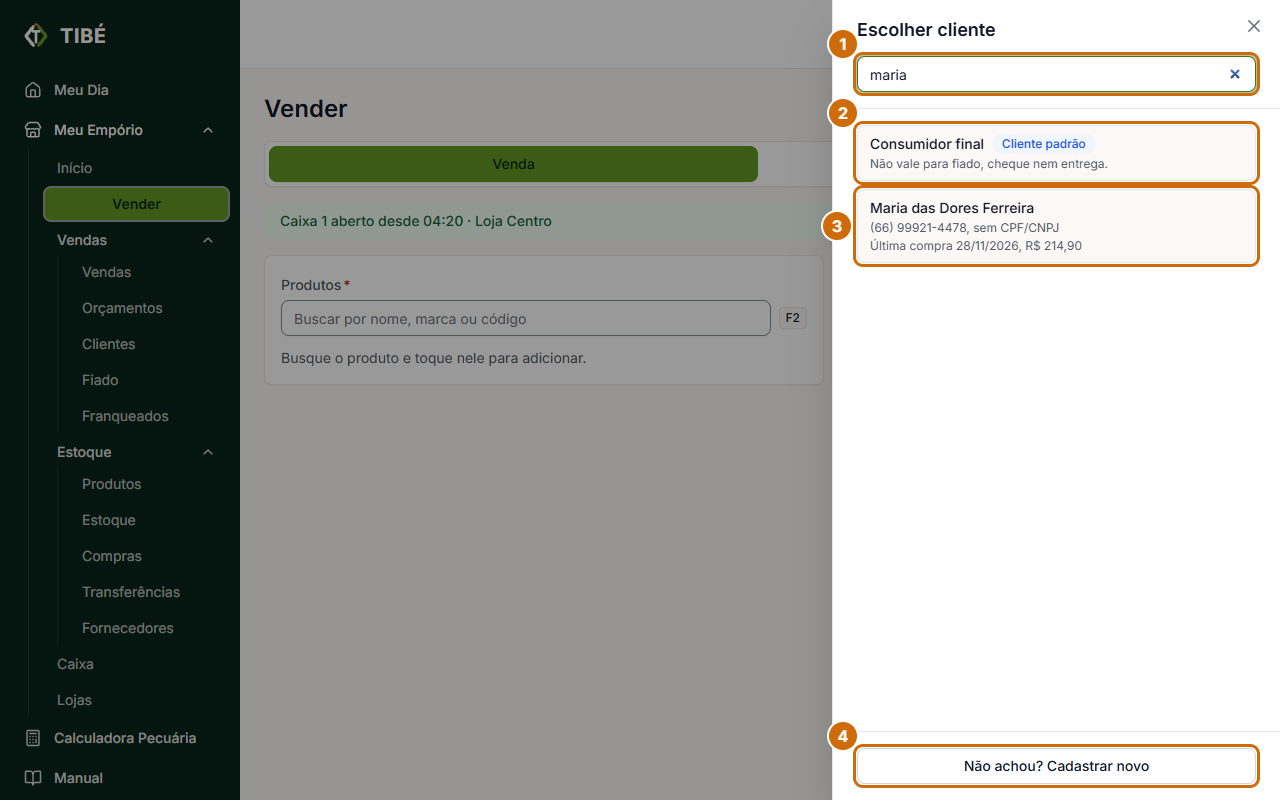 TIBÉ
Meu Dia
Meu Empório
Início
Vender
Vendas
Vendas
Orçamentos
Clientes
Fiado
Franqueados
Estoque
Produtos
Estoque
Compras
Transferências
Fornecedores
Caixa
Lojas
Calculadora Pecuária
Manual
Vender
Venda
Caixa 1 aberto desde 04:20 · Loja Centro
Produtos*
Buscar por nome, marca ou código
F2
Busque o produto e toque nele para adicionar.
Escolher cliente
1
maria
2
Consumidor final Cliente padrão
Não vale para fiado, cheque nem entrega.
3
Maria das Dores Ferreira
(66) 99921-4478, sem CPF/CNPJ
Última compra 28/11/2026, R$ 214,90
4
Não achou? Cadastrar novo